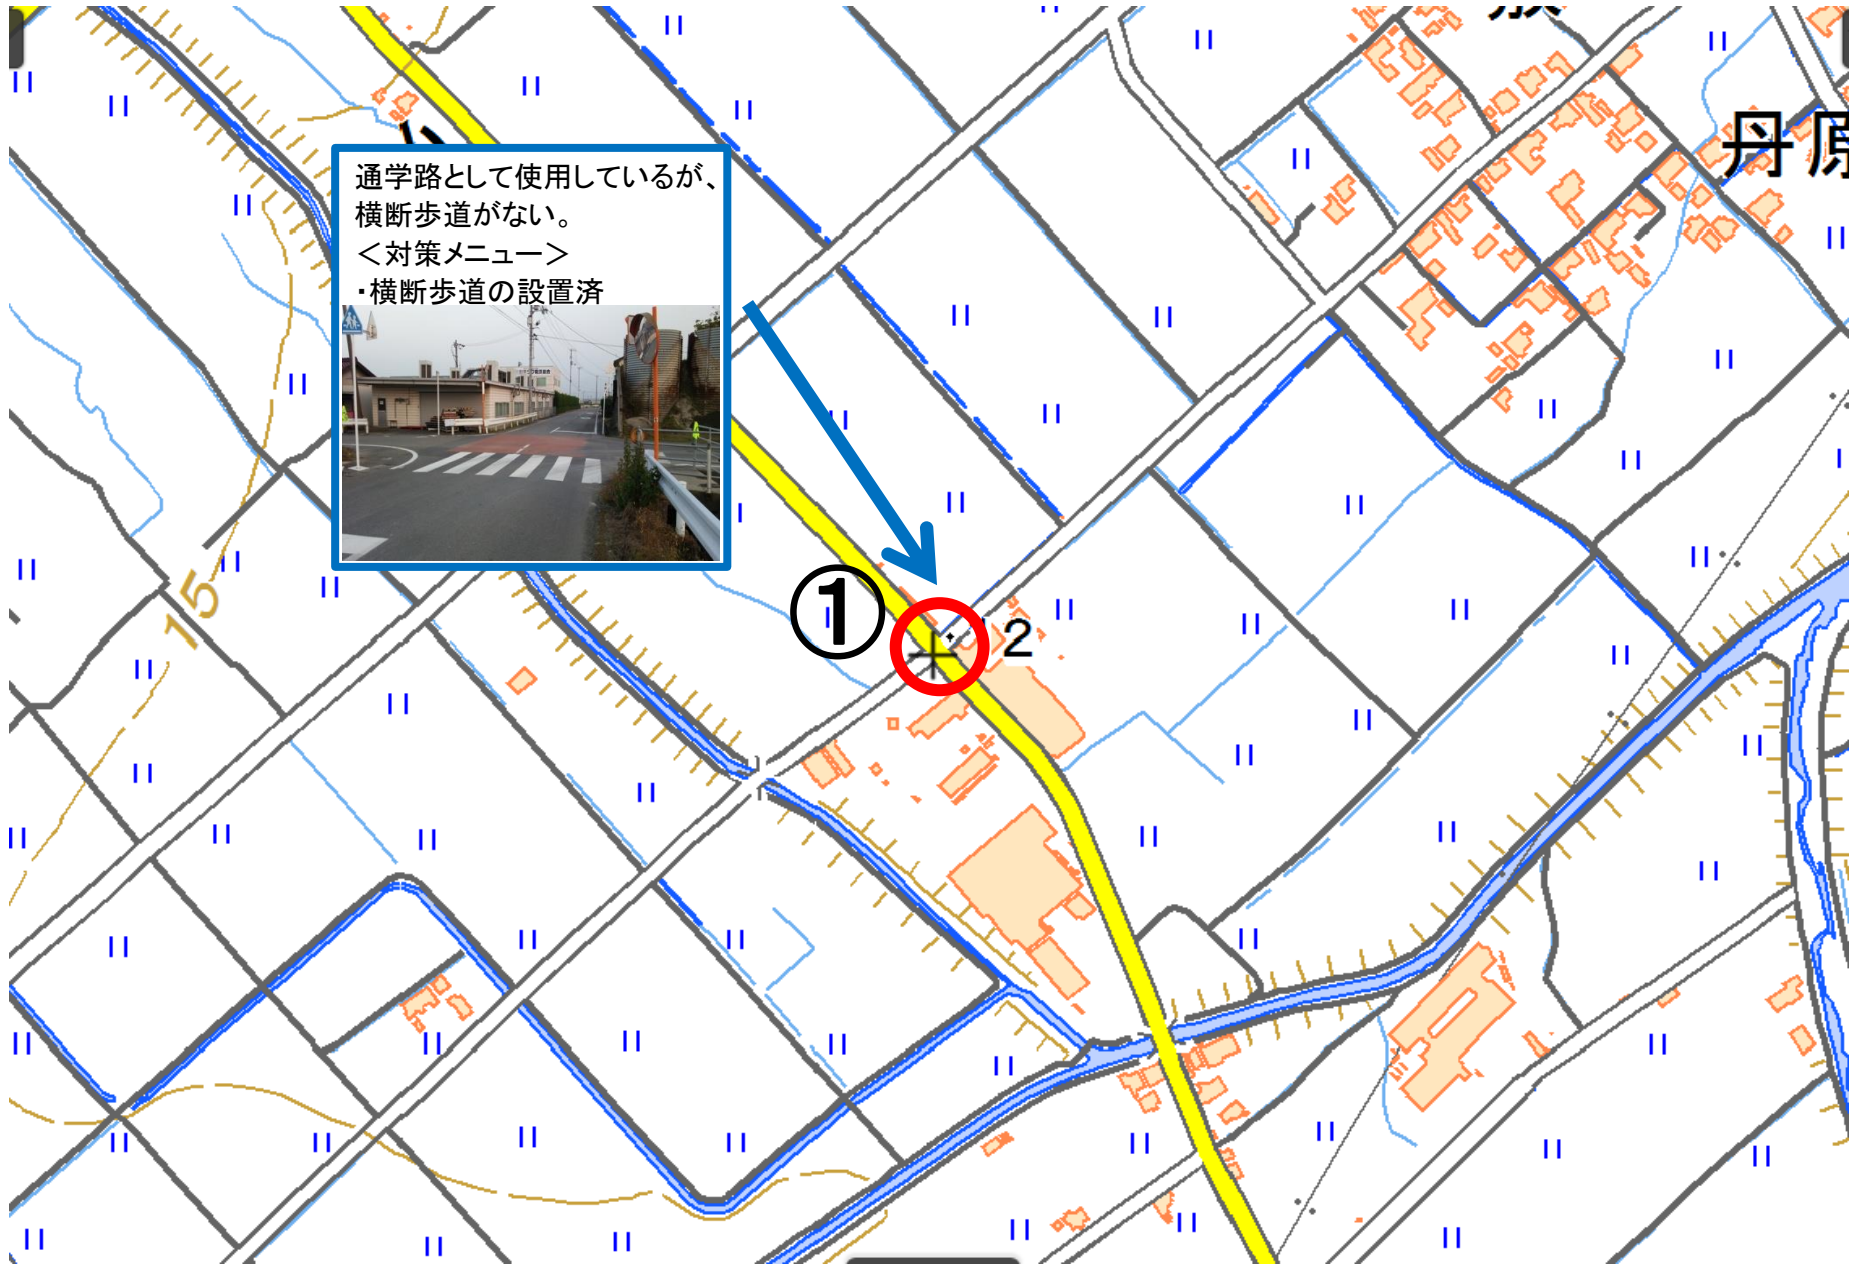 丹原
通学路として使用しているが、
横断歩道がない。
＜対策メニュー＞
・横断歩道の設置済
①
12
15